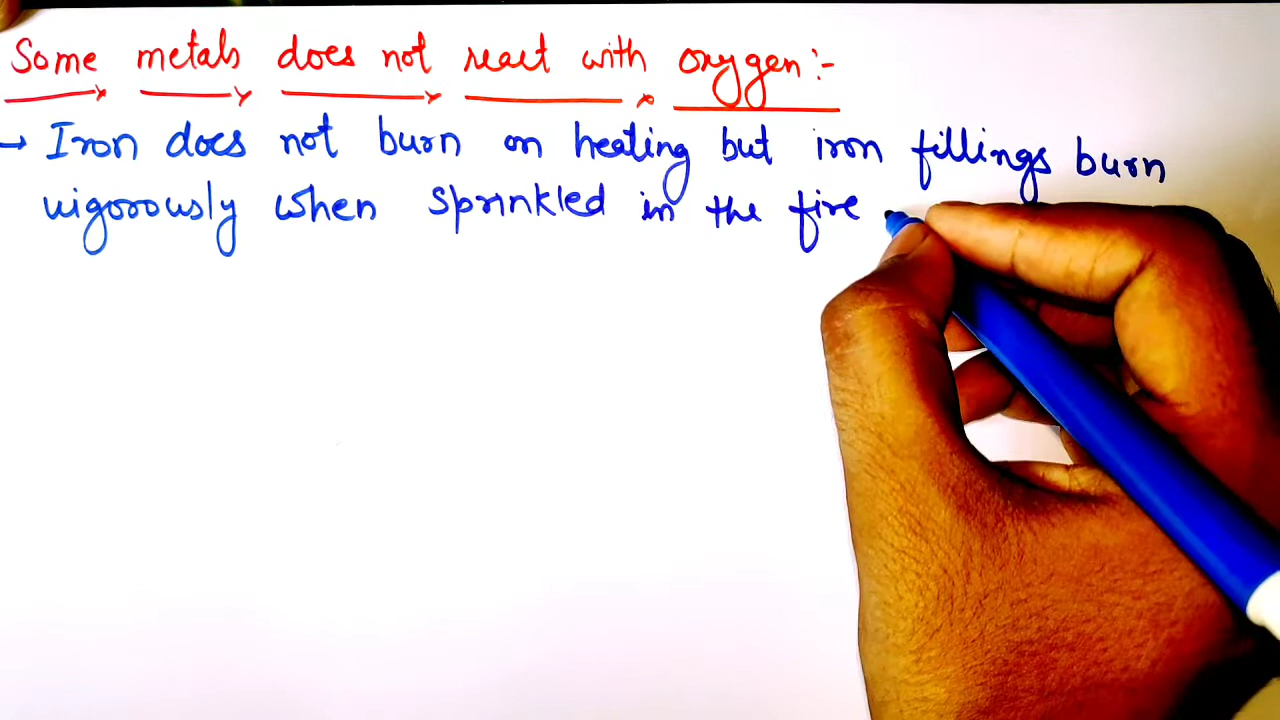 Some metals does not react with oxygen:-
→ Iron does not burn on heating but iron fillings burn
vigorously when sprinkled in the fire